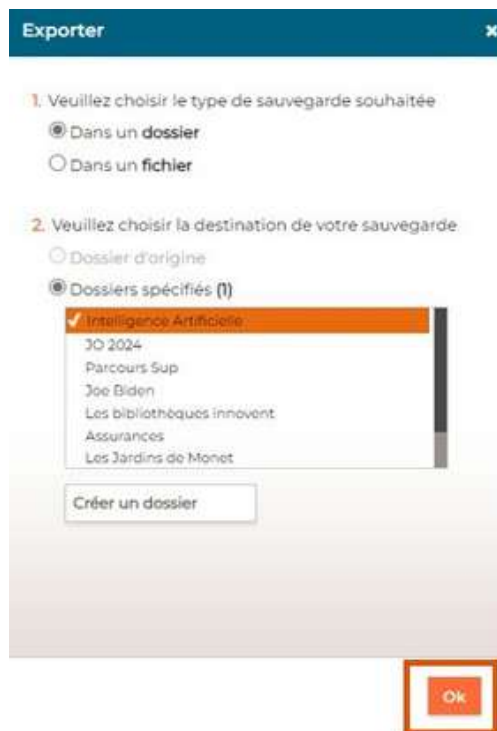 Exporter
1. Veuillez choisir le type de sauvegarde souhaitée
Dans un dossier
Dans un fichier
2. Veuillez choisir la destination de votre sauvegarde
Dossier d'origine
Dossiers spécifiés (1)
Intelligence Artificielle
JO 2024
Parcours Sup
Joe Biden
Les bibliothèques innovent
Assurances
Les Jardins de Monet
Créer un dossier
Ok